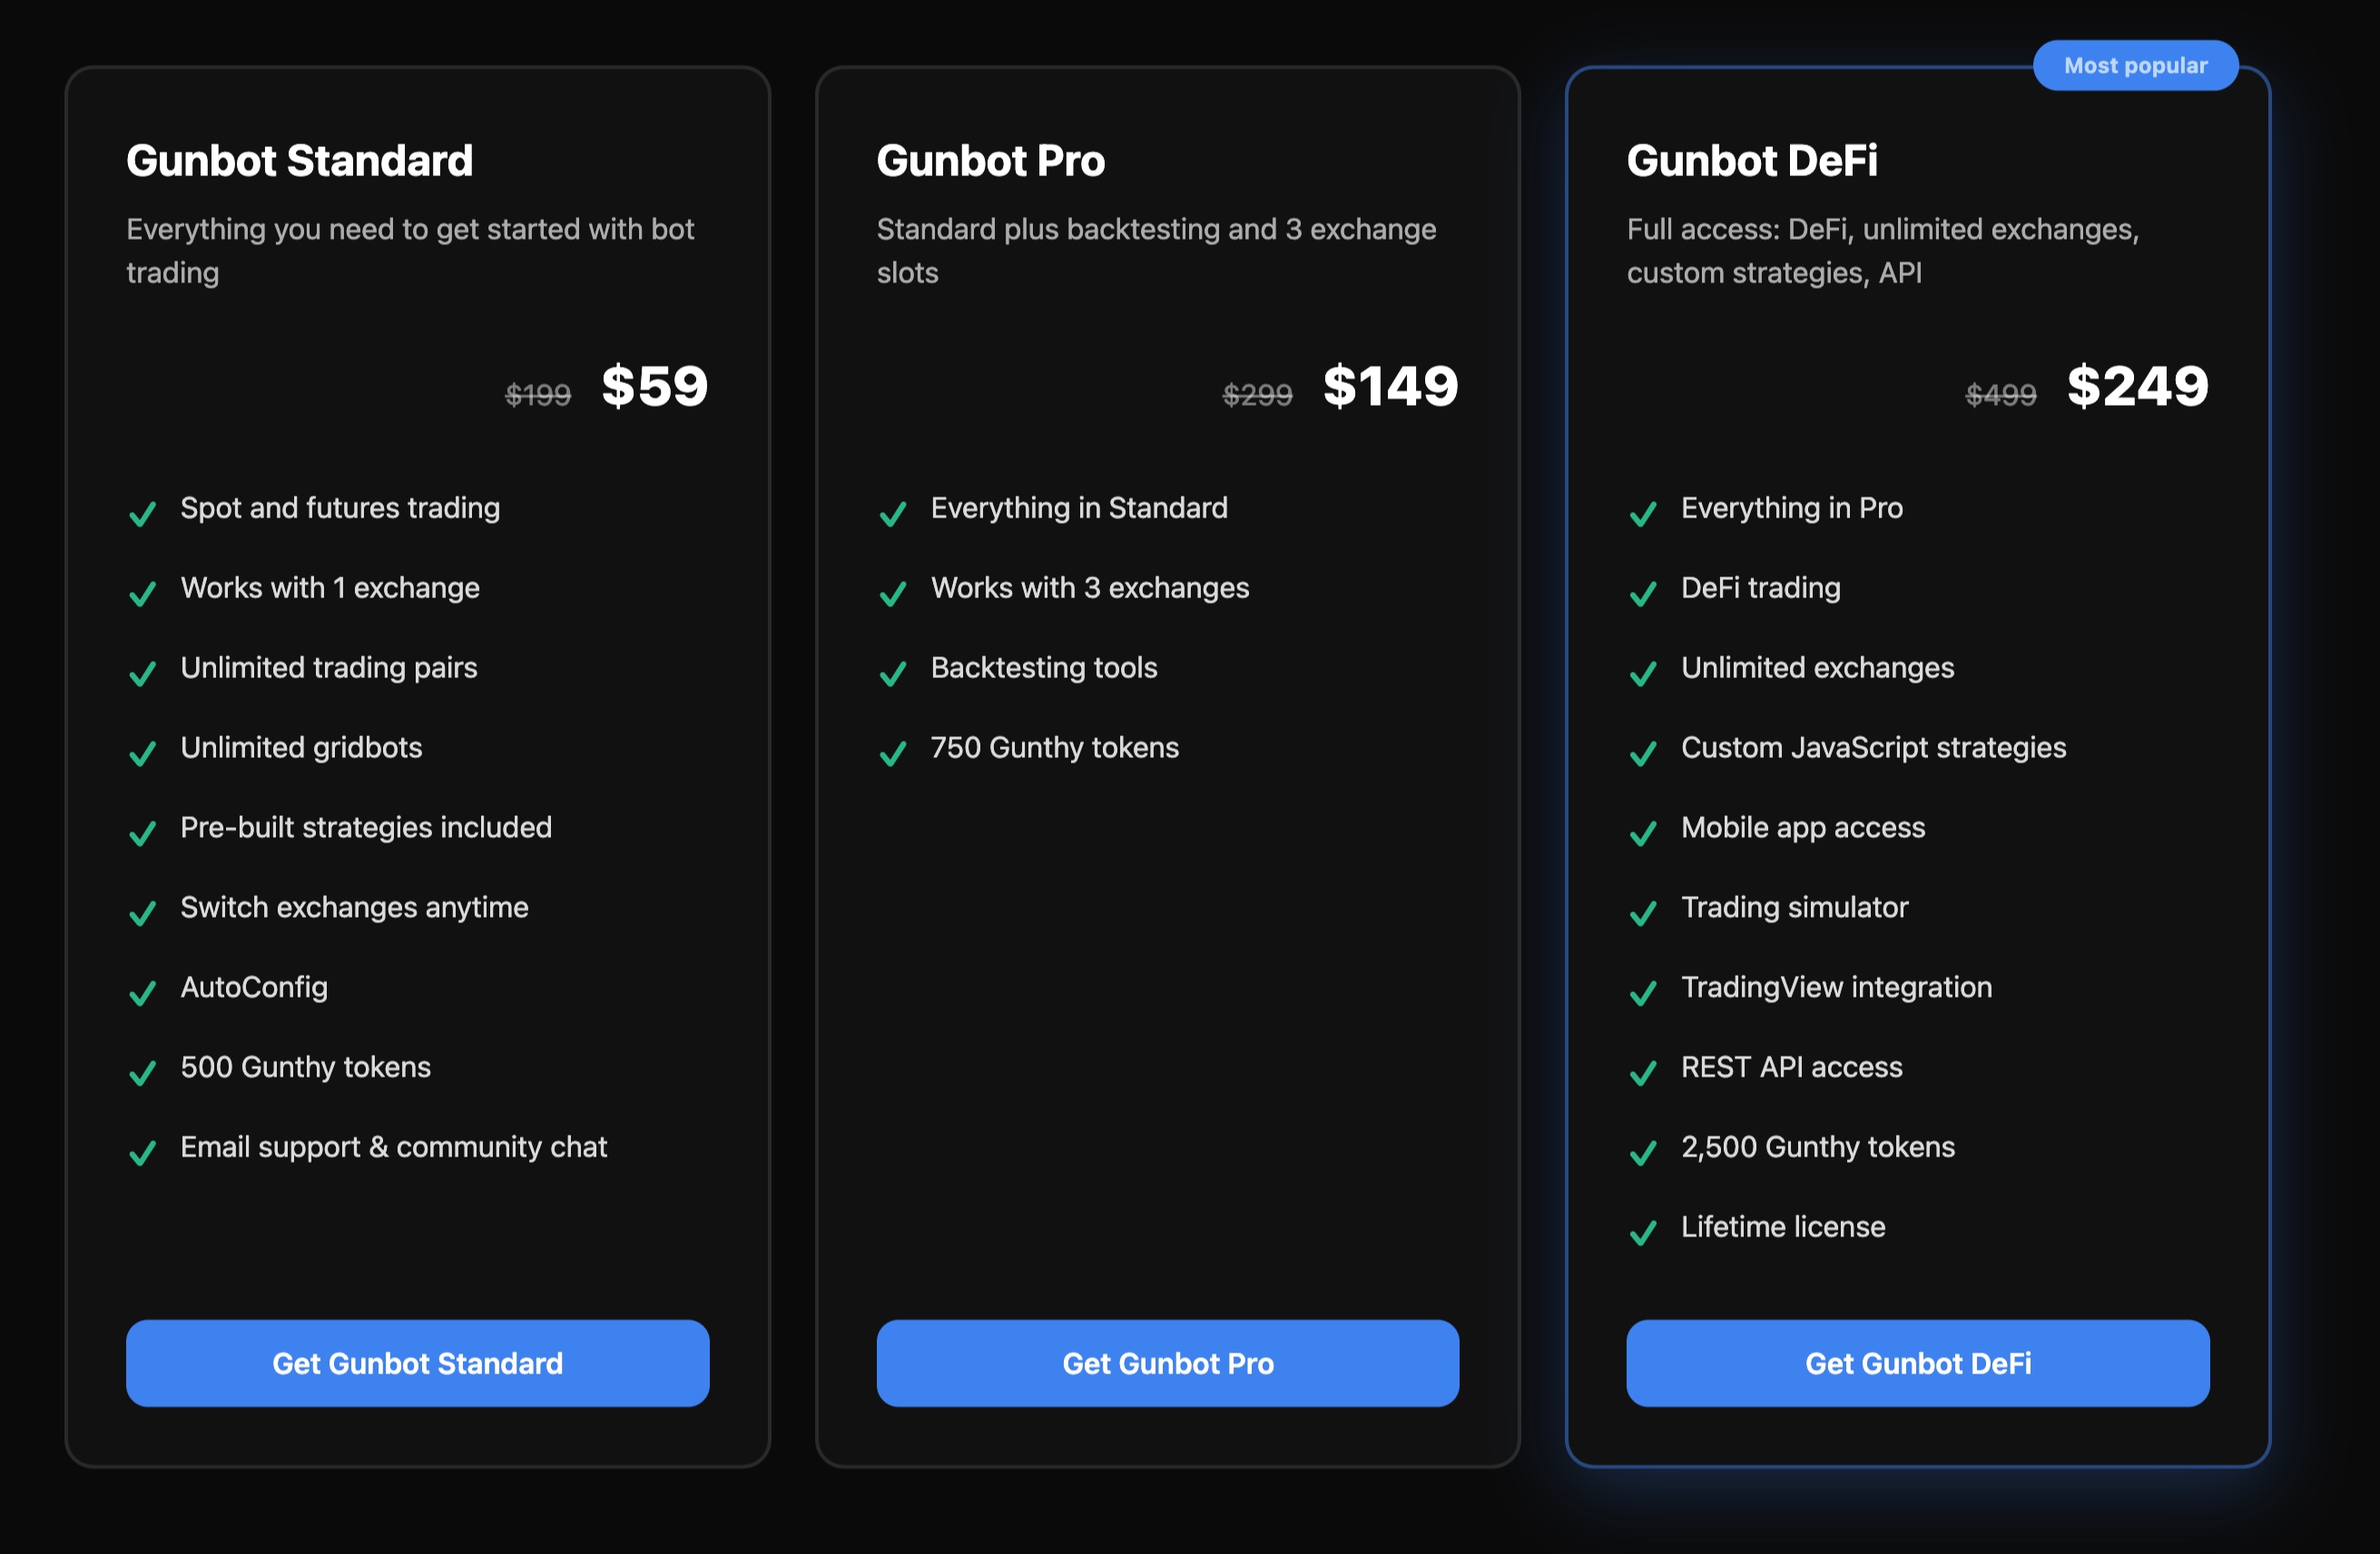 Gunbot Standard
Everything you need to get started with bot
trading
$199 $59
Spot and futures trading
Works with 1 exchange
Unlimited trading pairs
Unlimited gridbots
Pre-built strategies included
Switch exchanges anytime
AutoConfig
500 Gunthy tokens
Email support & community chat
Get Gunbot Standard
Gunbot Pro
Standard plus backtesting and 3 exchange
slots
$299 $149
Everything in Standard
Works with 3 exchanges
Backtesting tools
750 Gunthy tokens
Get Gunbot Pro
Most popular
Gunbot DeFi
Full access: DeFi, unlimited exchanges,
custom strategies, API
$499 $249
Everything in Pro
DeFi trading
Unlimited exchanges
Custom JavaScript strategies
Mobile app access
Trading simulator
TradingView integration
REST API access
2,500 Gunthy tokens
Lifetime license
Get Gunbot DeFi